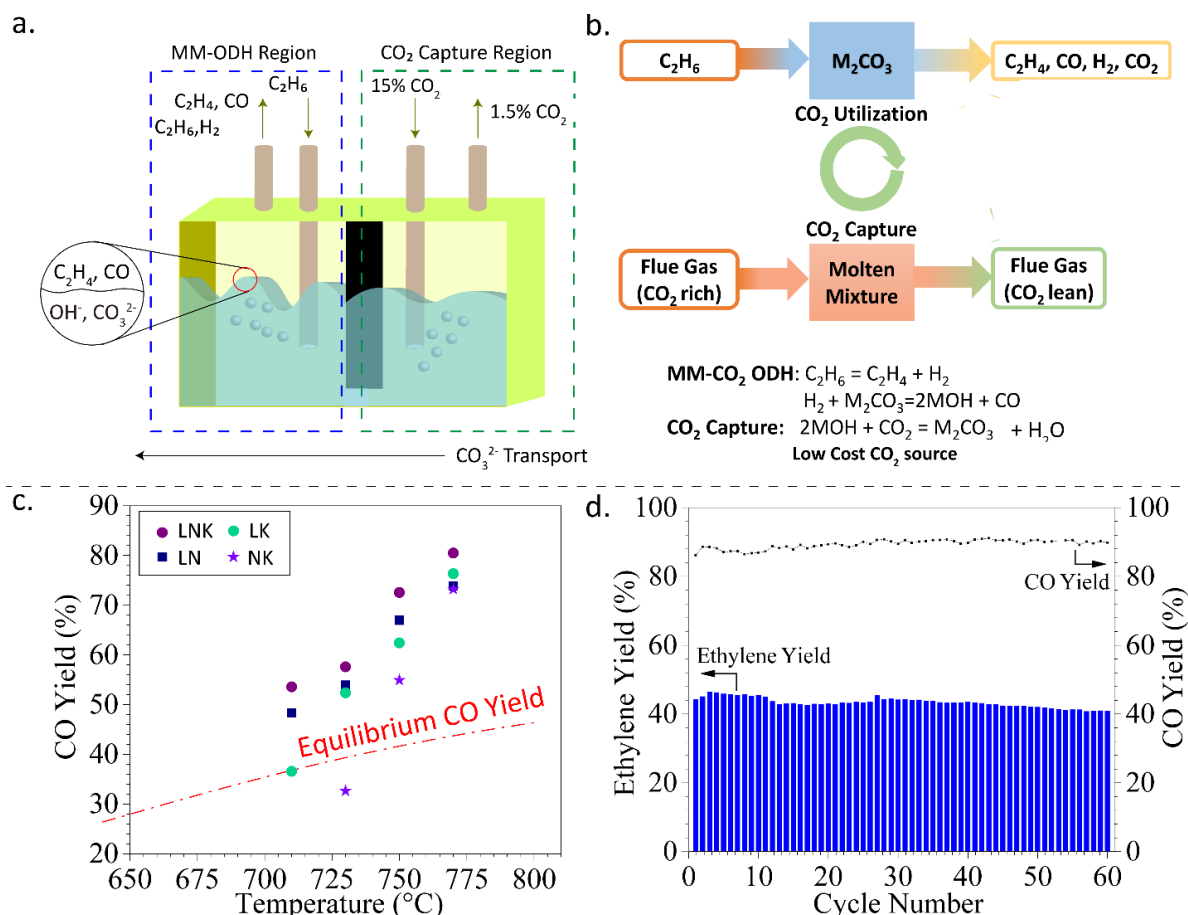 a.
MM-ODH Region
CO₂ Capture Region
C₂H₄, CO
C₂H₆
15% CO₂
C₂H₆,H₂
1.5% CO₂
C₂H₄, CO
OH⁻, CO₃²⁻
CO₃²⁻ Transport
b.
C₂H₆
M₂CO₃
C₂H₄, CO, H₂, CO₂
CO₂ Utilization
CO₂ Capture
Flue Gas
(CO₂ rich)
Molten
Mixture
Flue Gas
(CO₂ lean)
MM-CO₂ ODH: C₂H₆ = C₂H₄ + H₂
H₂ + M₂CO₃=2MOH + CO
CO₂ Capture: 2MOH + CO₂ = M₂CO₃ + H₂O
Low Cost CO₂ source
c.
90
80
70
60
50
40
30
20
CO Yield (%)
LNK
LK
LN
NK
Equilibrium CO Yield
650
700
725
750
775
800
Temperature (°C)
d.
100
80
60
40
20
0
Ethylene Yield (%)
CO Yield
Ethylene Yield
100
80
60
40
20
0
CO Yield (%)
0
10
20
30
40
50
60
Cycle Number